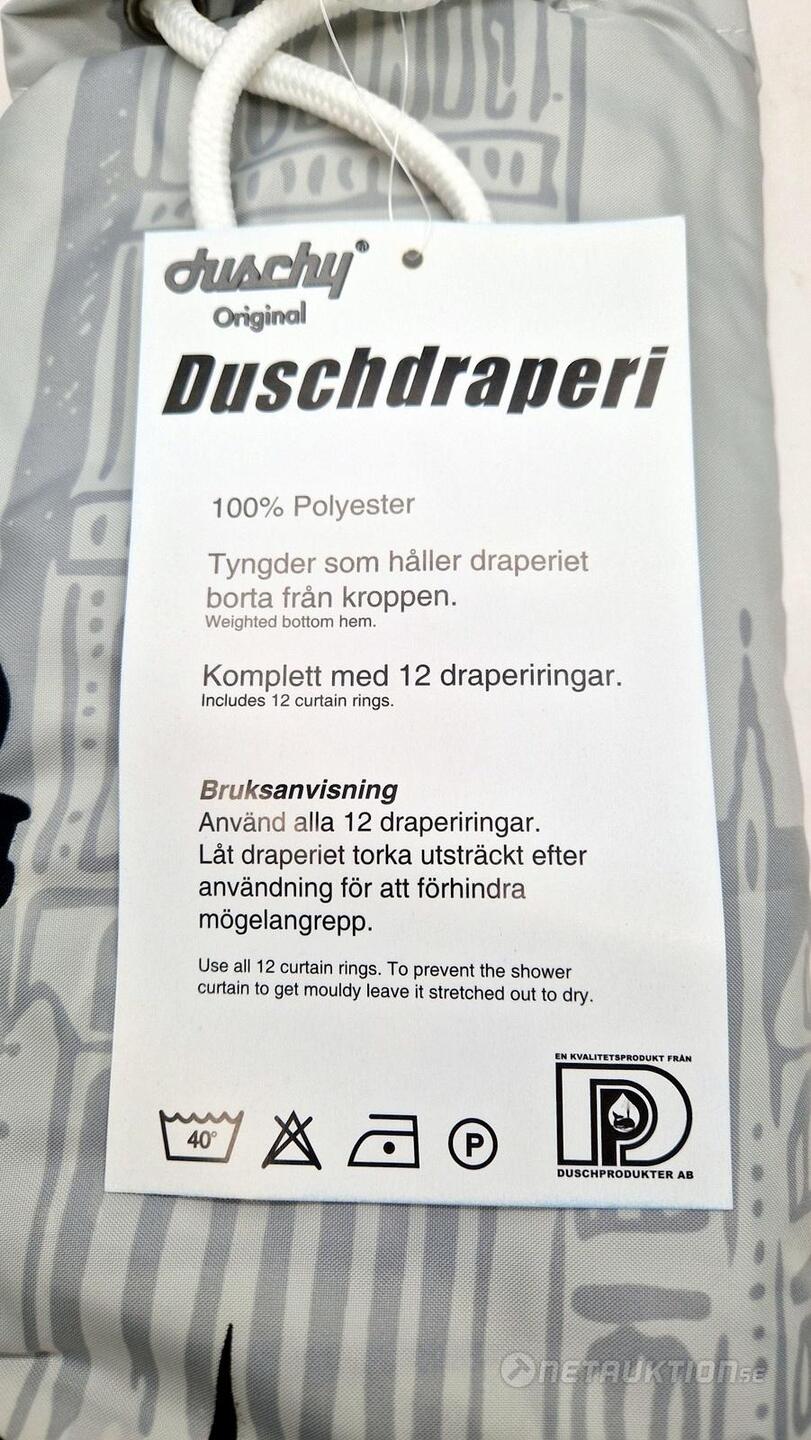 duschy®
Original
Duschdraperi
100% Polyester
Tyngder som håller draperiet
borta från kroppen.
Weighted bottom hem.
Komplett med 12 draperiringar.
Includes 12 curtain rings.
Bruksanvisning
Använd alla 12 draperiringar.
Låt draperiet torka utsträckt efter
användning för att förhindra
mögelangrepp.
Use all 12 curtain rings. To prevent the shower
curtain to get mouldy leave it stretched out to dry.
EN KVALITETSPRODUKT FRÅN
40°
P
DP
DUSCHPRODUKTER AB
NETAUKTION.SE